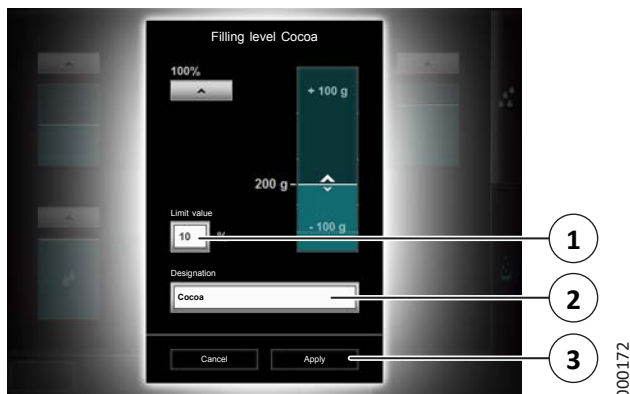 Filling level Cocoa
100%
+ 100 g
200 g
- 100 g
Limit value
10 %
1
Designation
Cocoa
2
Cancel Apply
3
000172